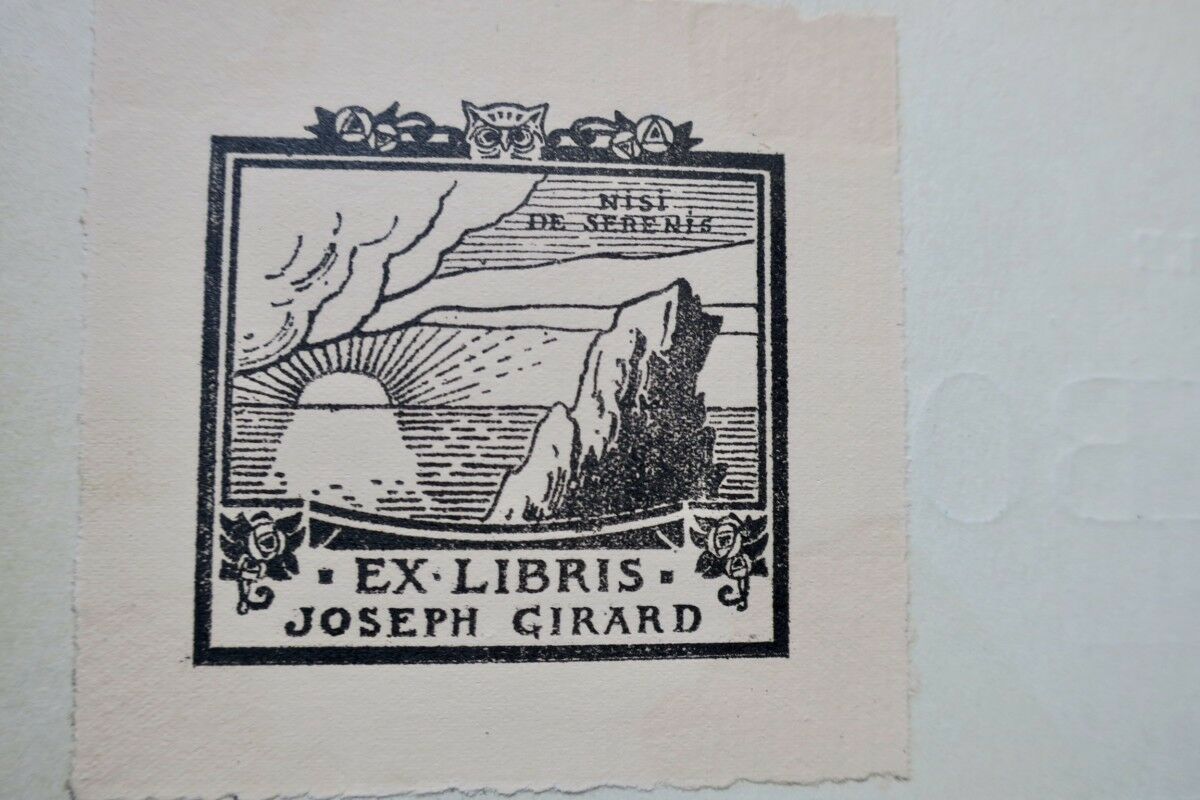 NiSi
DE SERENiS
EX·LIBRIS
JOSEPH GIRARD